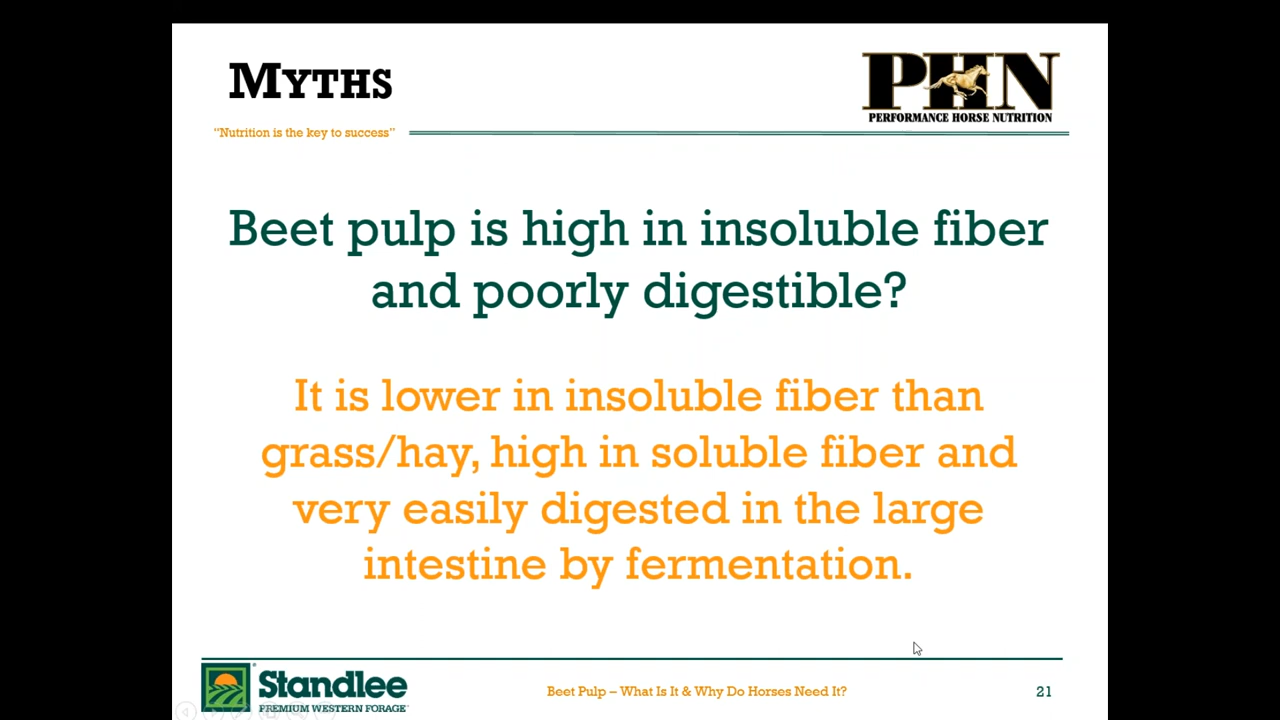 MYTHS
PHN
PERFORMANCE HORSE NUTRITION
“Nutrition is the key to success”
Beet pulp is high in insoluble fiber
and poorly digestible?
It is lower in insoluble fiber than
grass/hay, high in soluble fiber and
very easily digested in the large
intestine by fermentation.
Standlee®
PREMIUM WESTERN FORAGE®
Beet Pulp – What Is It & Why Do Horses Need It?
21